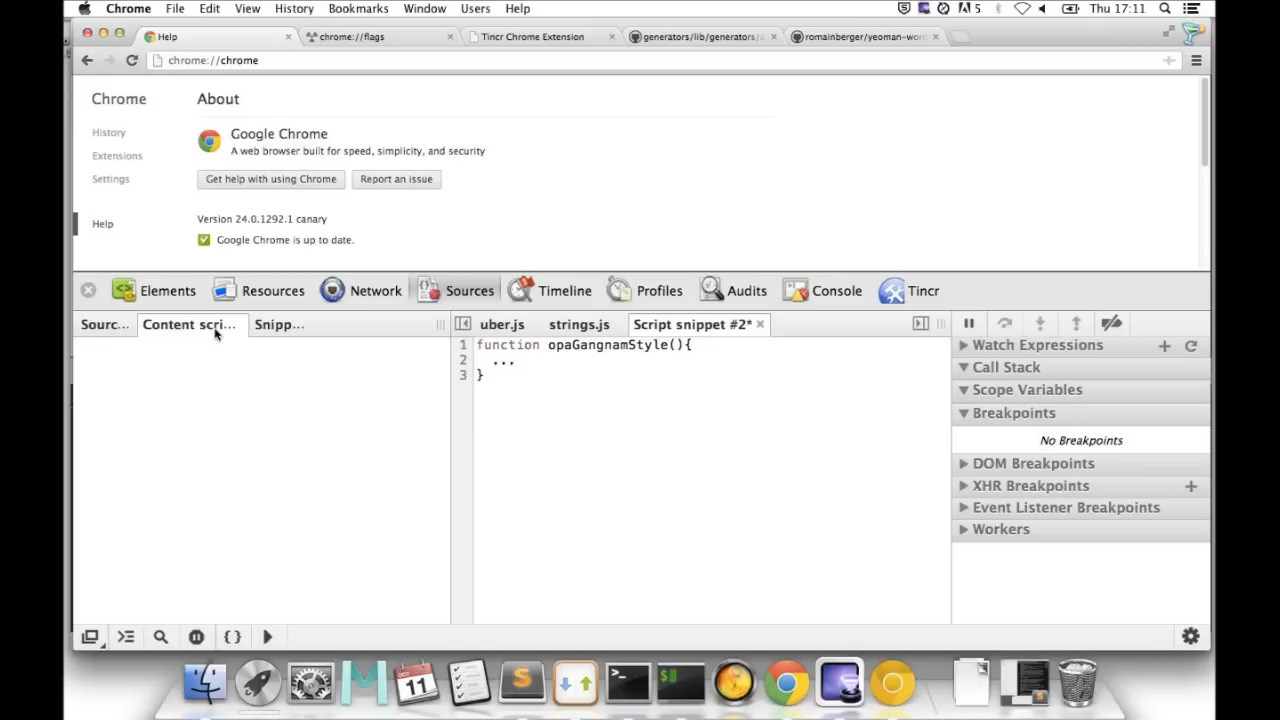 Chrome File Edit View History Bookmarks Window Users Help 5 Thu 17:11
Help chrome://flags Tincr Chrome Extension generators/lib/generators/ romainberger/yeoman-wor
chrome://chrome
Chrome
History
Extensions
Settings
Help
About
Google Chrome
A web browser built for speed, simplicity, and security
Get help with using Chrome Report an issue
Version 24.0.1292.1 canary
Google Chrome is up to date.
Elements Resources Network Sources Timeline Profiles Audits Console Tincr
Sourc... Content scri... Snipp... uber.js strings.js Script snippet #2*
1 function opaGangnamStyle(){
2 ...
3 }
Watch Expressions
Call Stack
Scope Variables
Breakpoints
No Breakpoints
DOM Breakpoints
XHR Breakpoints
Event Listener Breakpoints
Workers
OCT
11